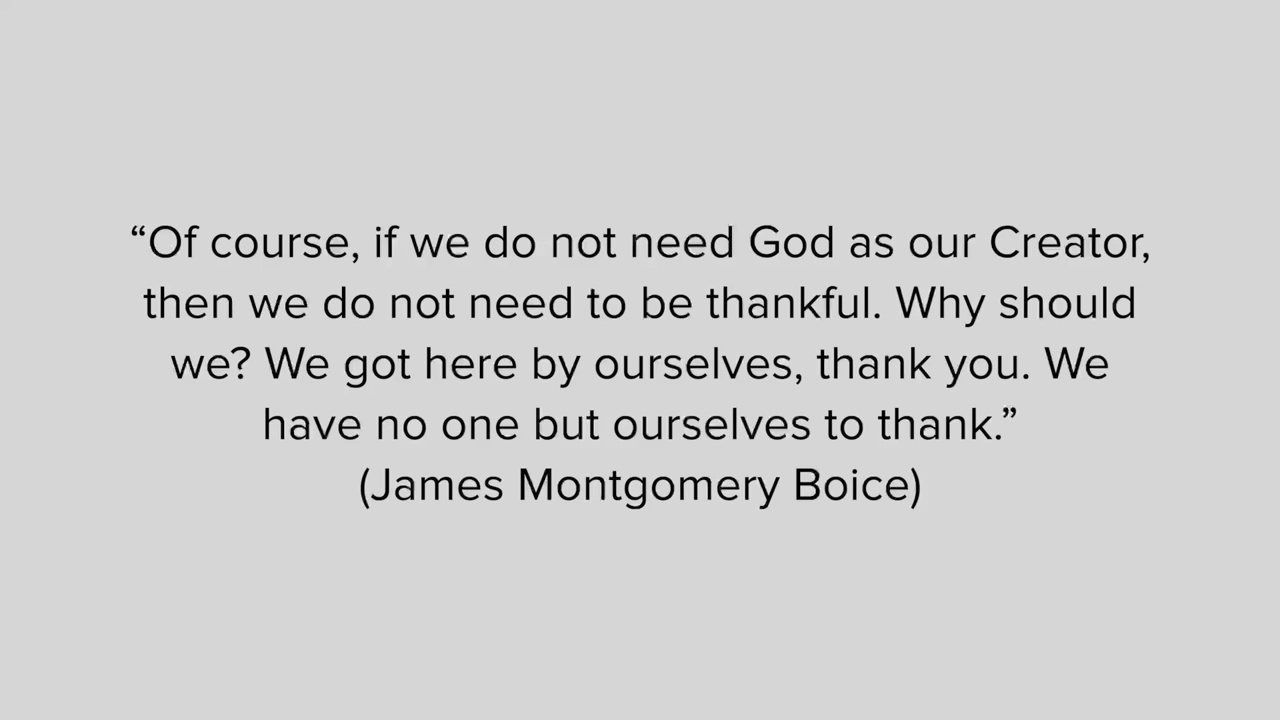 “Of course, if we do not need God as our Creator,
then we do not need to be thankful. Why should
we? We got here by ourselves, thank you. We
have no one but ourselves to thank.”
(James Montgomery Boice)